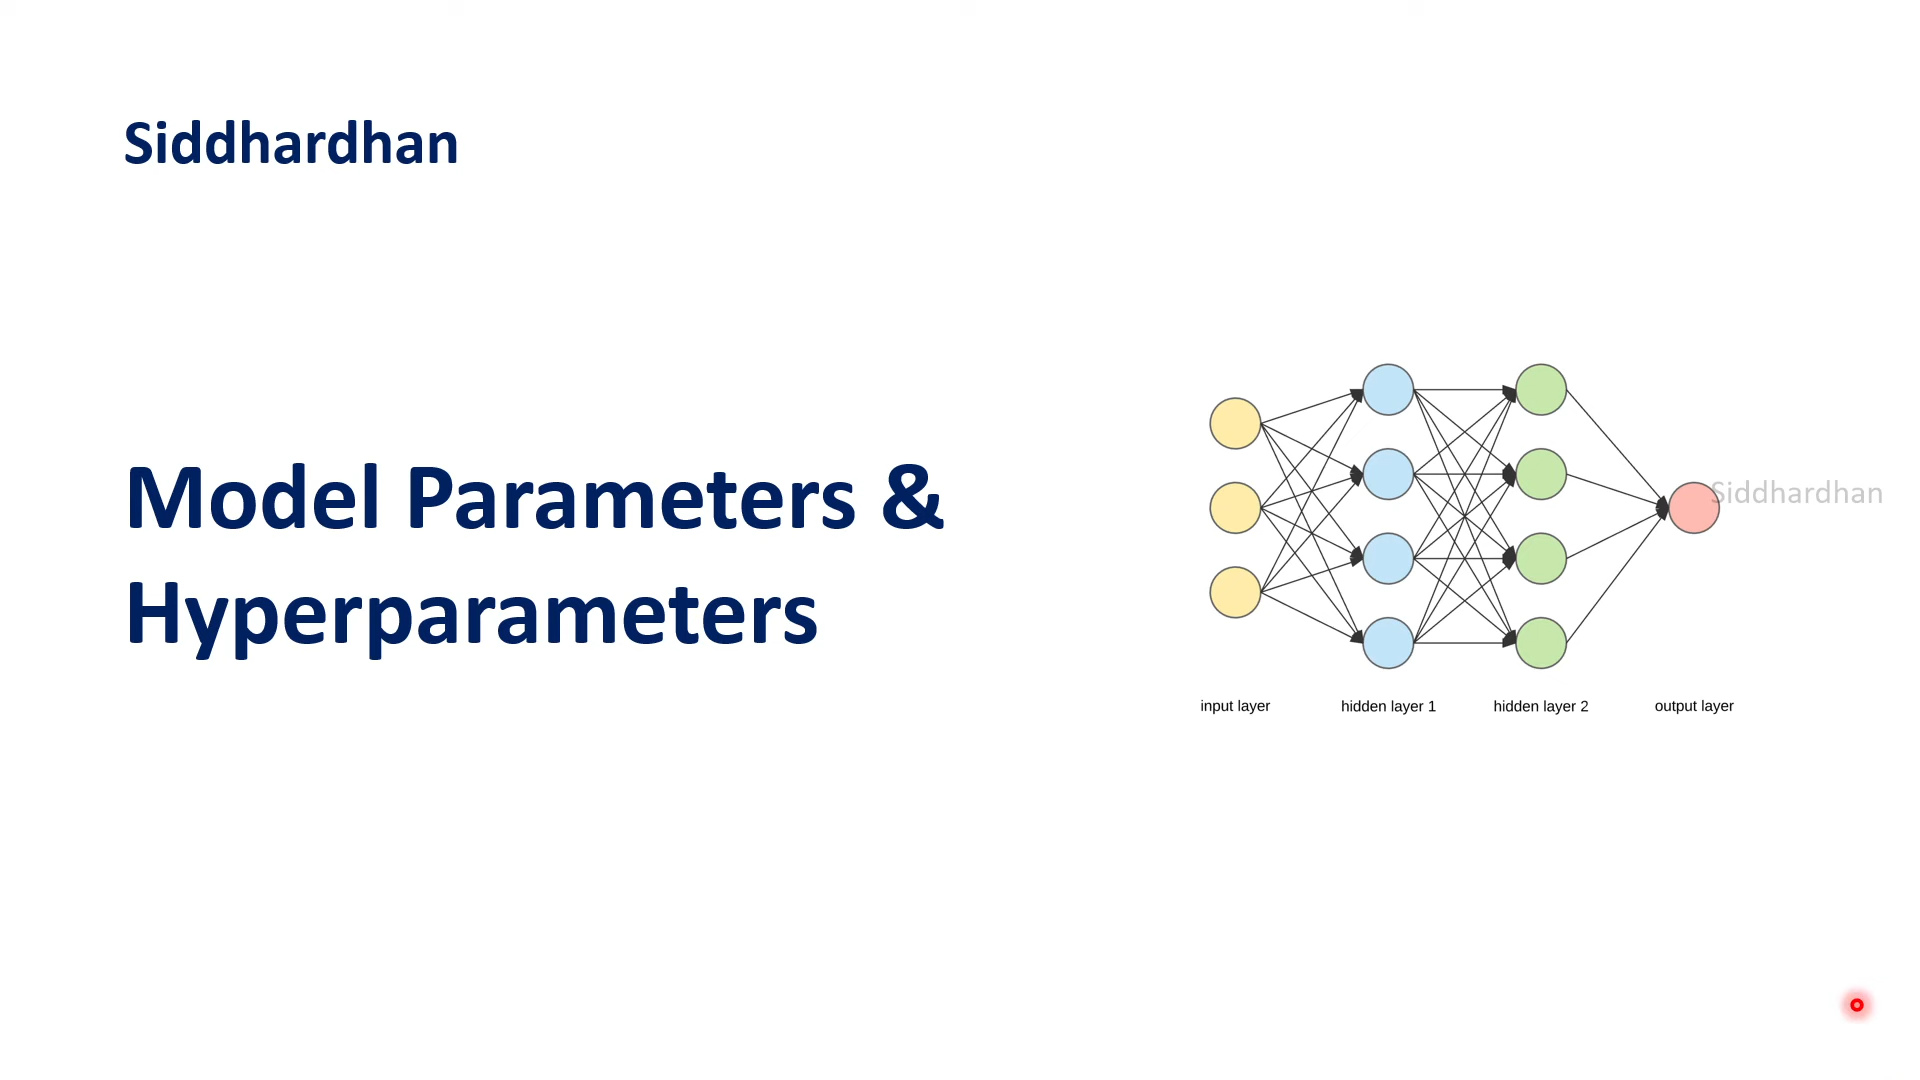 Siddhardhan
Model Parameters &
Hyperparameters
Siddhardhan
input layer
hidden layer 1
hidden layer 2
output layer